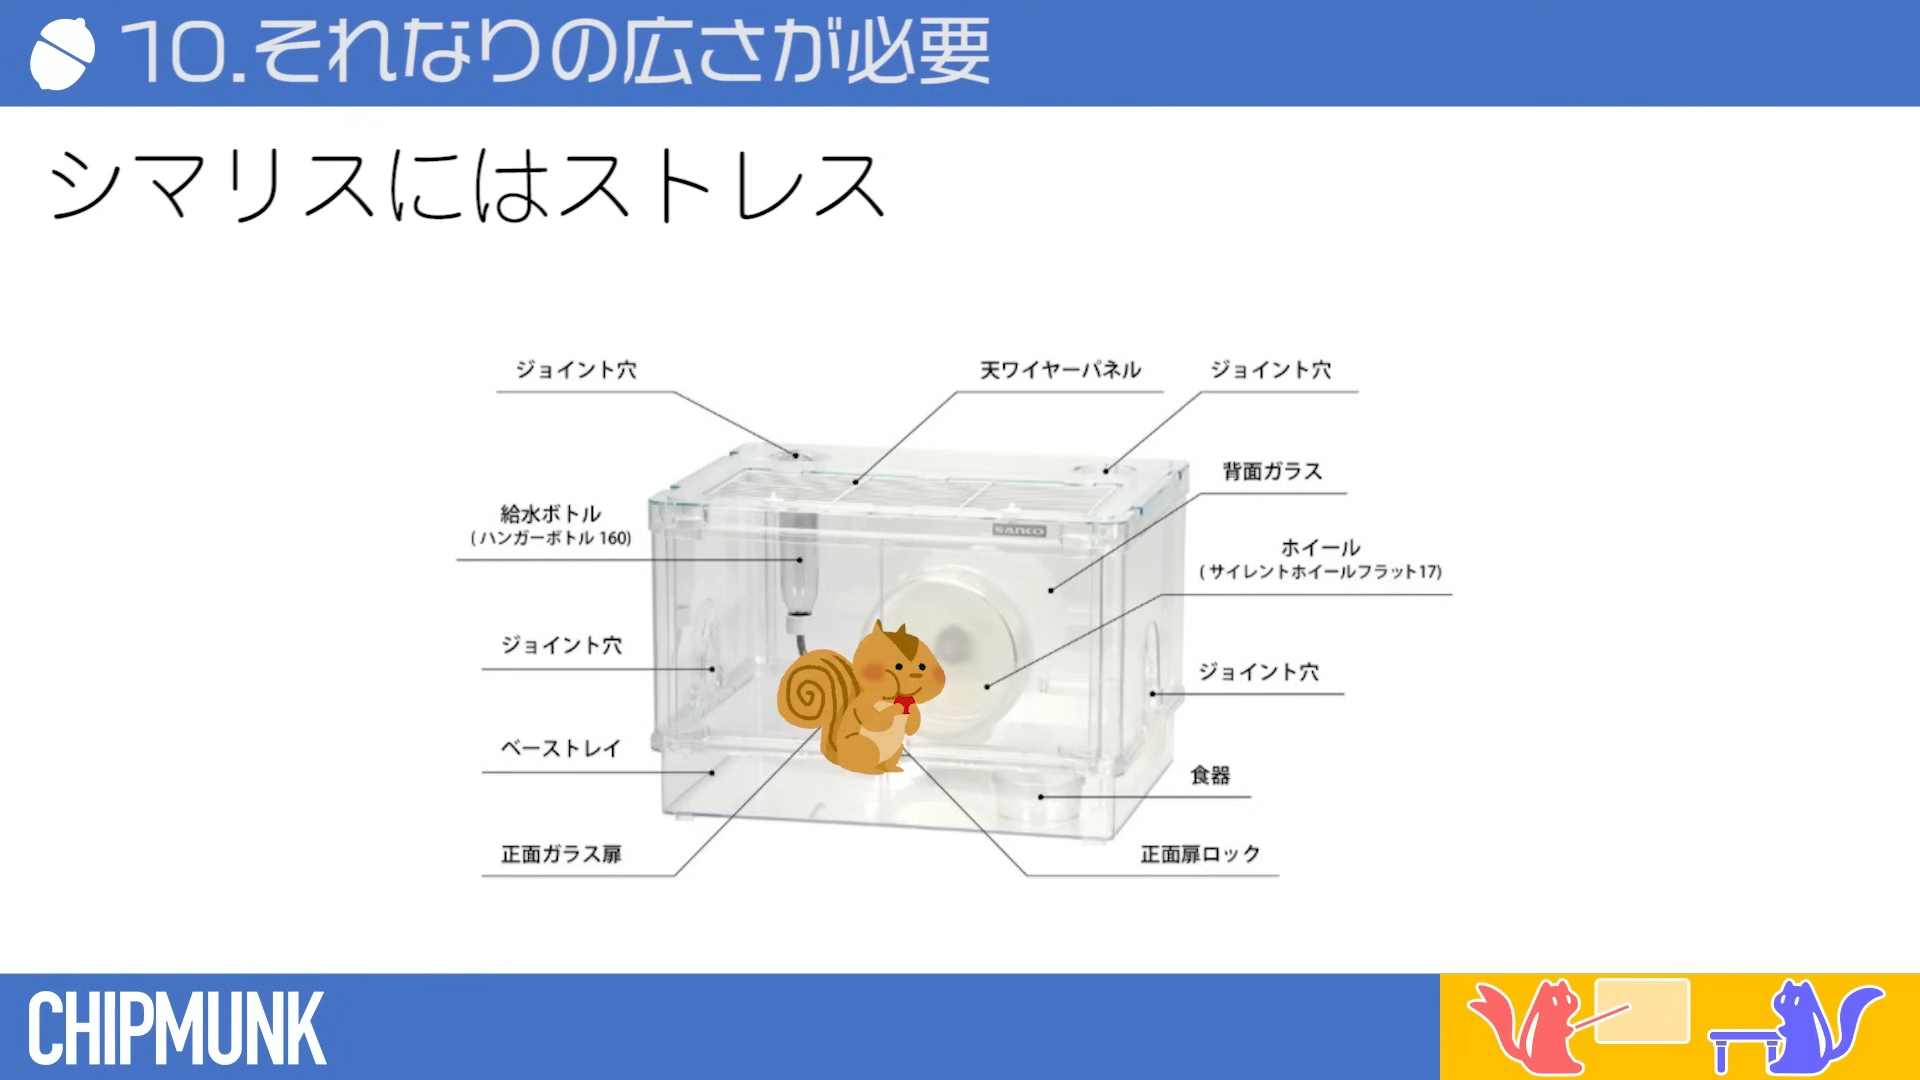 10.それなりの広さが必要
シマリスにはストレス
ジョイント穴
天ワイヤーパネル
ジョイント穴
背面ガラス
給水ボトル
(ハンガーボトル 160)
SANKO
ホイール
(サイレントホイールフラット17)
ジョイント穴
ジョイント穴
ベーストレイ
食器
正面ガラス扉
正面扉ロック
CHIPMUNK